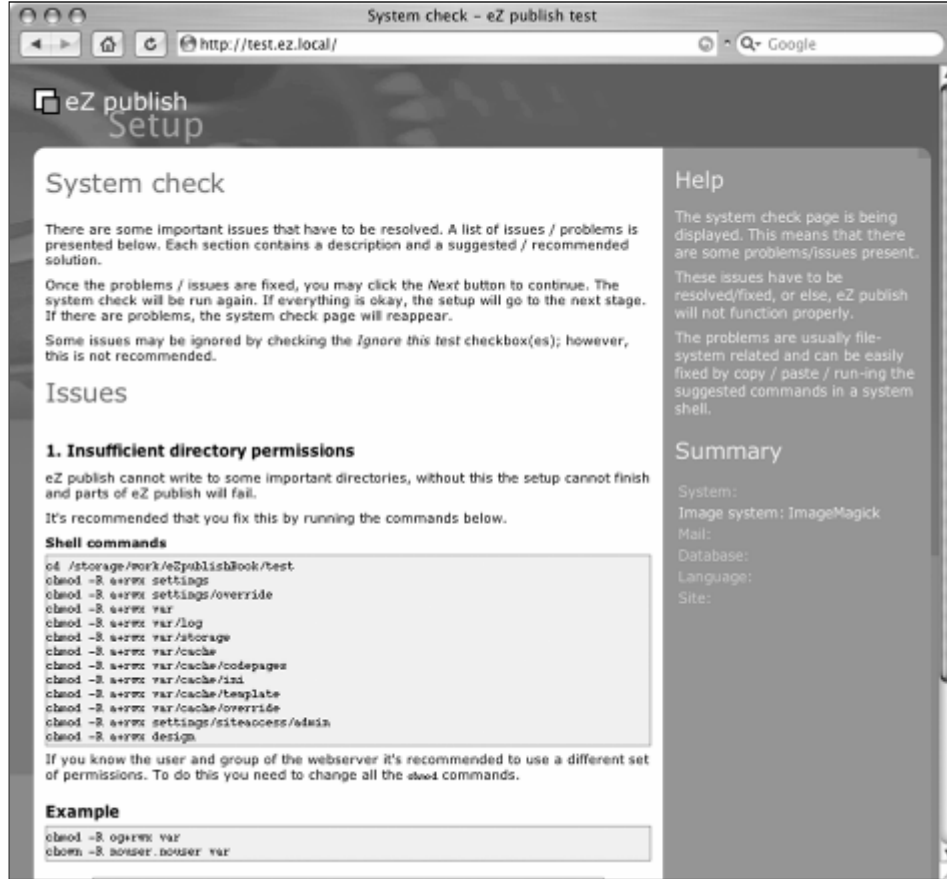 System check – eZ publish test
http://test.ez.local/
Google
eZ publish
Setup
System check
There are some important issues that have to be resolved. A list of issues / problems is
presented below. Each section contains a description and a suggested / recommended
solution.
Once the problems / issues are fixed, you may click the Next button to continue. The
system check will be run again. If everything is okay, the setup will go to the next stage.
If there are problems, the system check page will reappear.
Some issues may be ignored by checking the Ignore this test checkbox(es); however,
this is not recommended.
Issues
1. Insufficient directory permissions
eZ publish cannot write to some important directories, without this the setup cannot finish
and parts of eZ publish will fail.
It's recommended that you fix this by running the commands below.
Shell commands
cd /storage/work/eZpublishBook/test
chmod -R a+rwx settings
chmod -R a+rwx settings/override
chmod -R a+rwx var
chmod -R a+rwx var/log
chmod -R a+rwx var/storage
chmod -R a+rwx var/cache
chmod -R a+rwx var/cache/codepages
chmod -R a+rwx var/cache/ini
chmod -R a+rwx var/cache/template
chmod -R a+rwx var/cache/override
chmod -R a+rwx settings/siteaccess/admin
chmod -R a+rwx design
If you know the user and group of the webserver it's recommended to use a different set
of permissions. To do this you need to change all the chmod commands.
Example
chmod -R og+rwx var
chown -R nouser.nouser var
Help
The system check page is being
displayed. This means that there
are some problems/issues present.
These issues have to be
resolved/fixed, or else, eZ publish
will not function properly.
The problems are usually file-
system related and can be easily
fixed by copy / paste / run-ing the
suggested commands in a system
shell.
Summary
System:
Image system: ImageMagick
Mail:
Database:
Language:
Site: